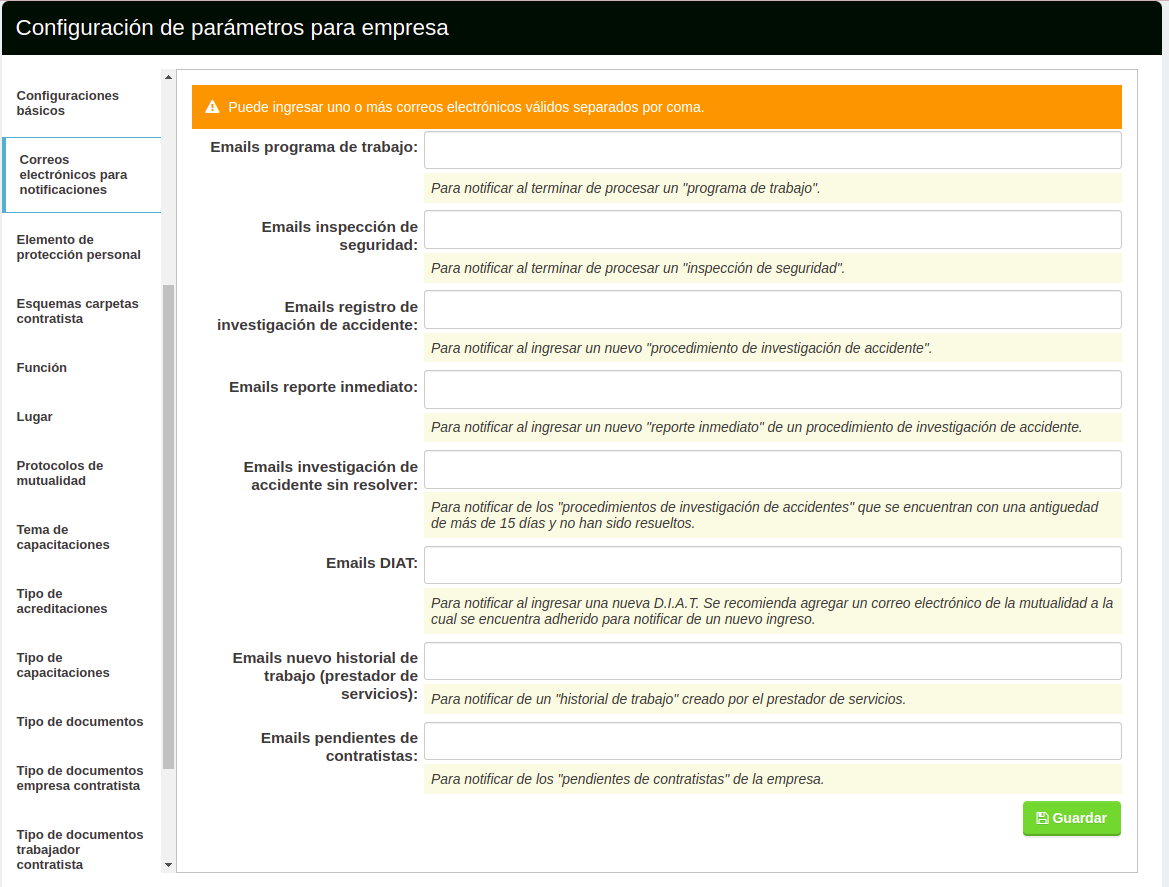 Configuración de parámetros para empresa
Configuraciones
básicos
Correos
electrónicos para
notificaciones
Elemento de
protección personal
Esquemas carpetas
contratista
Función
Lugar
Protocolos de
mutualidad
Tema de
capacitaciones
Tipo de
acreditaciones
Tipo de
capacitaciones
Tipo de documentos
Tipo de documentos
empresa contratista
Tipo de documentos
trabajador
contratista
Puede ingresar uno o más correos electrónicos válidos separados por coma.
Emails programa de trabajo:
Para notificar al terminar de procesar un "programa de trabajo".
Emails inspección de
seguridad:
Para notificar al terminar de procesar un "inspección de seguridad".
Emails registro de
investigación de accidente:
Para notificar al ingresar un nuevo "procedimiento de investigación de accidente".
Emails reporte inmediato:
Para notificar al ingresar un nuevo "reporte inmediato" de un procedimiento de investigación de accidente.
Emails investigación de
accidente sin resolver:
Para notificar de los "procedimientos de investigación de accidentes" que se encuentran con una antiguedad
de más de 15 días y no han sido resueltos.
Emails DIAT:
Para notificar al ingresar una nueva D.I.A.T. Se recomienda agregar un correo electrónico de la mutualidad a la
cual se encuentra adherido para notificar de un nuevo ingreso.
Emails nuevo historial de
trabajo (prestador de
servicios):
Para notificar de un "historial de trabajo" creado por el prestador de servicios.
Emails pendientes de
contratistas:
Para notificar de los "pendientes de contratistas" de la empresa.
Guardar